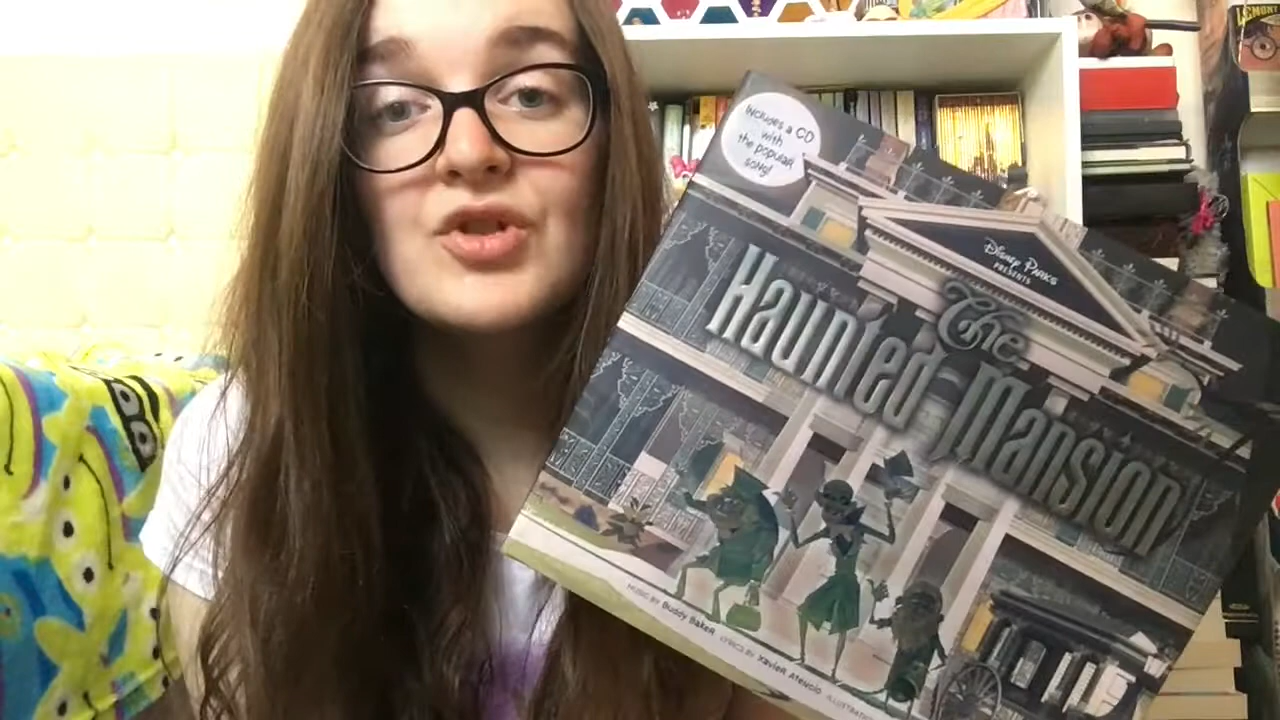 LEMONY
Includes a CD
with
the popular
song!
Disney Parks
PRESENTS
The
Haunted Mansion
MUSIC BY Buddy Baker LYRICS BY Xavier Atencio